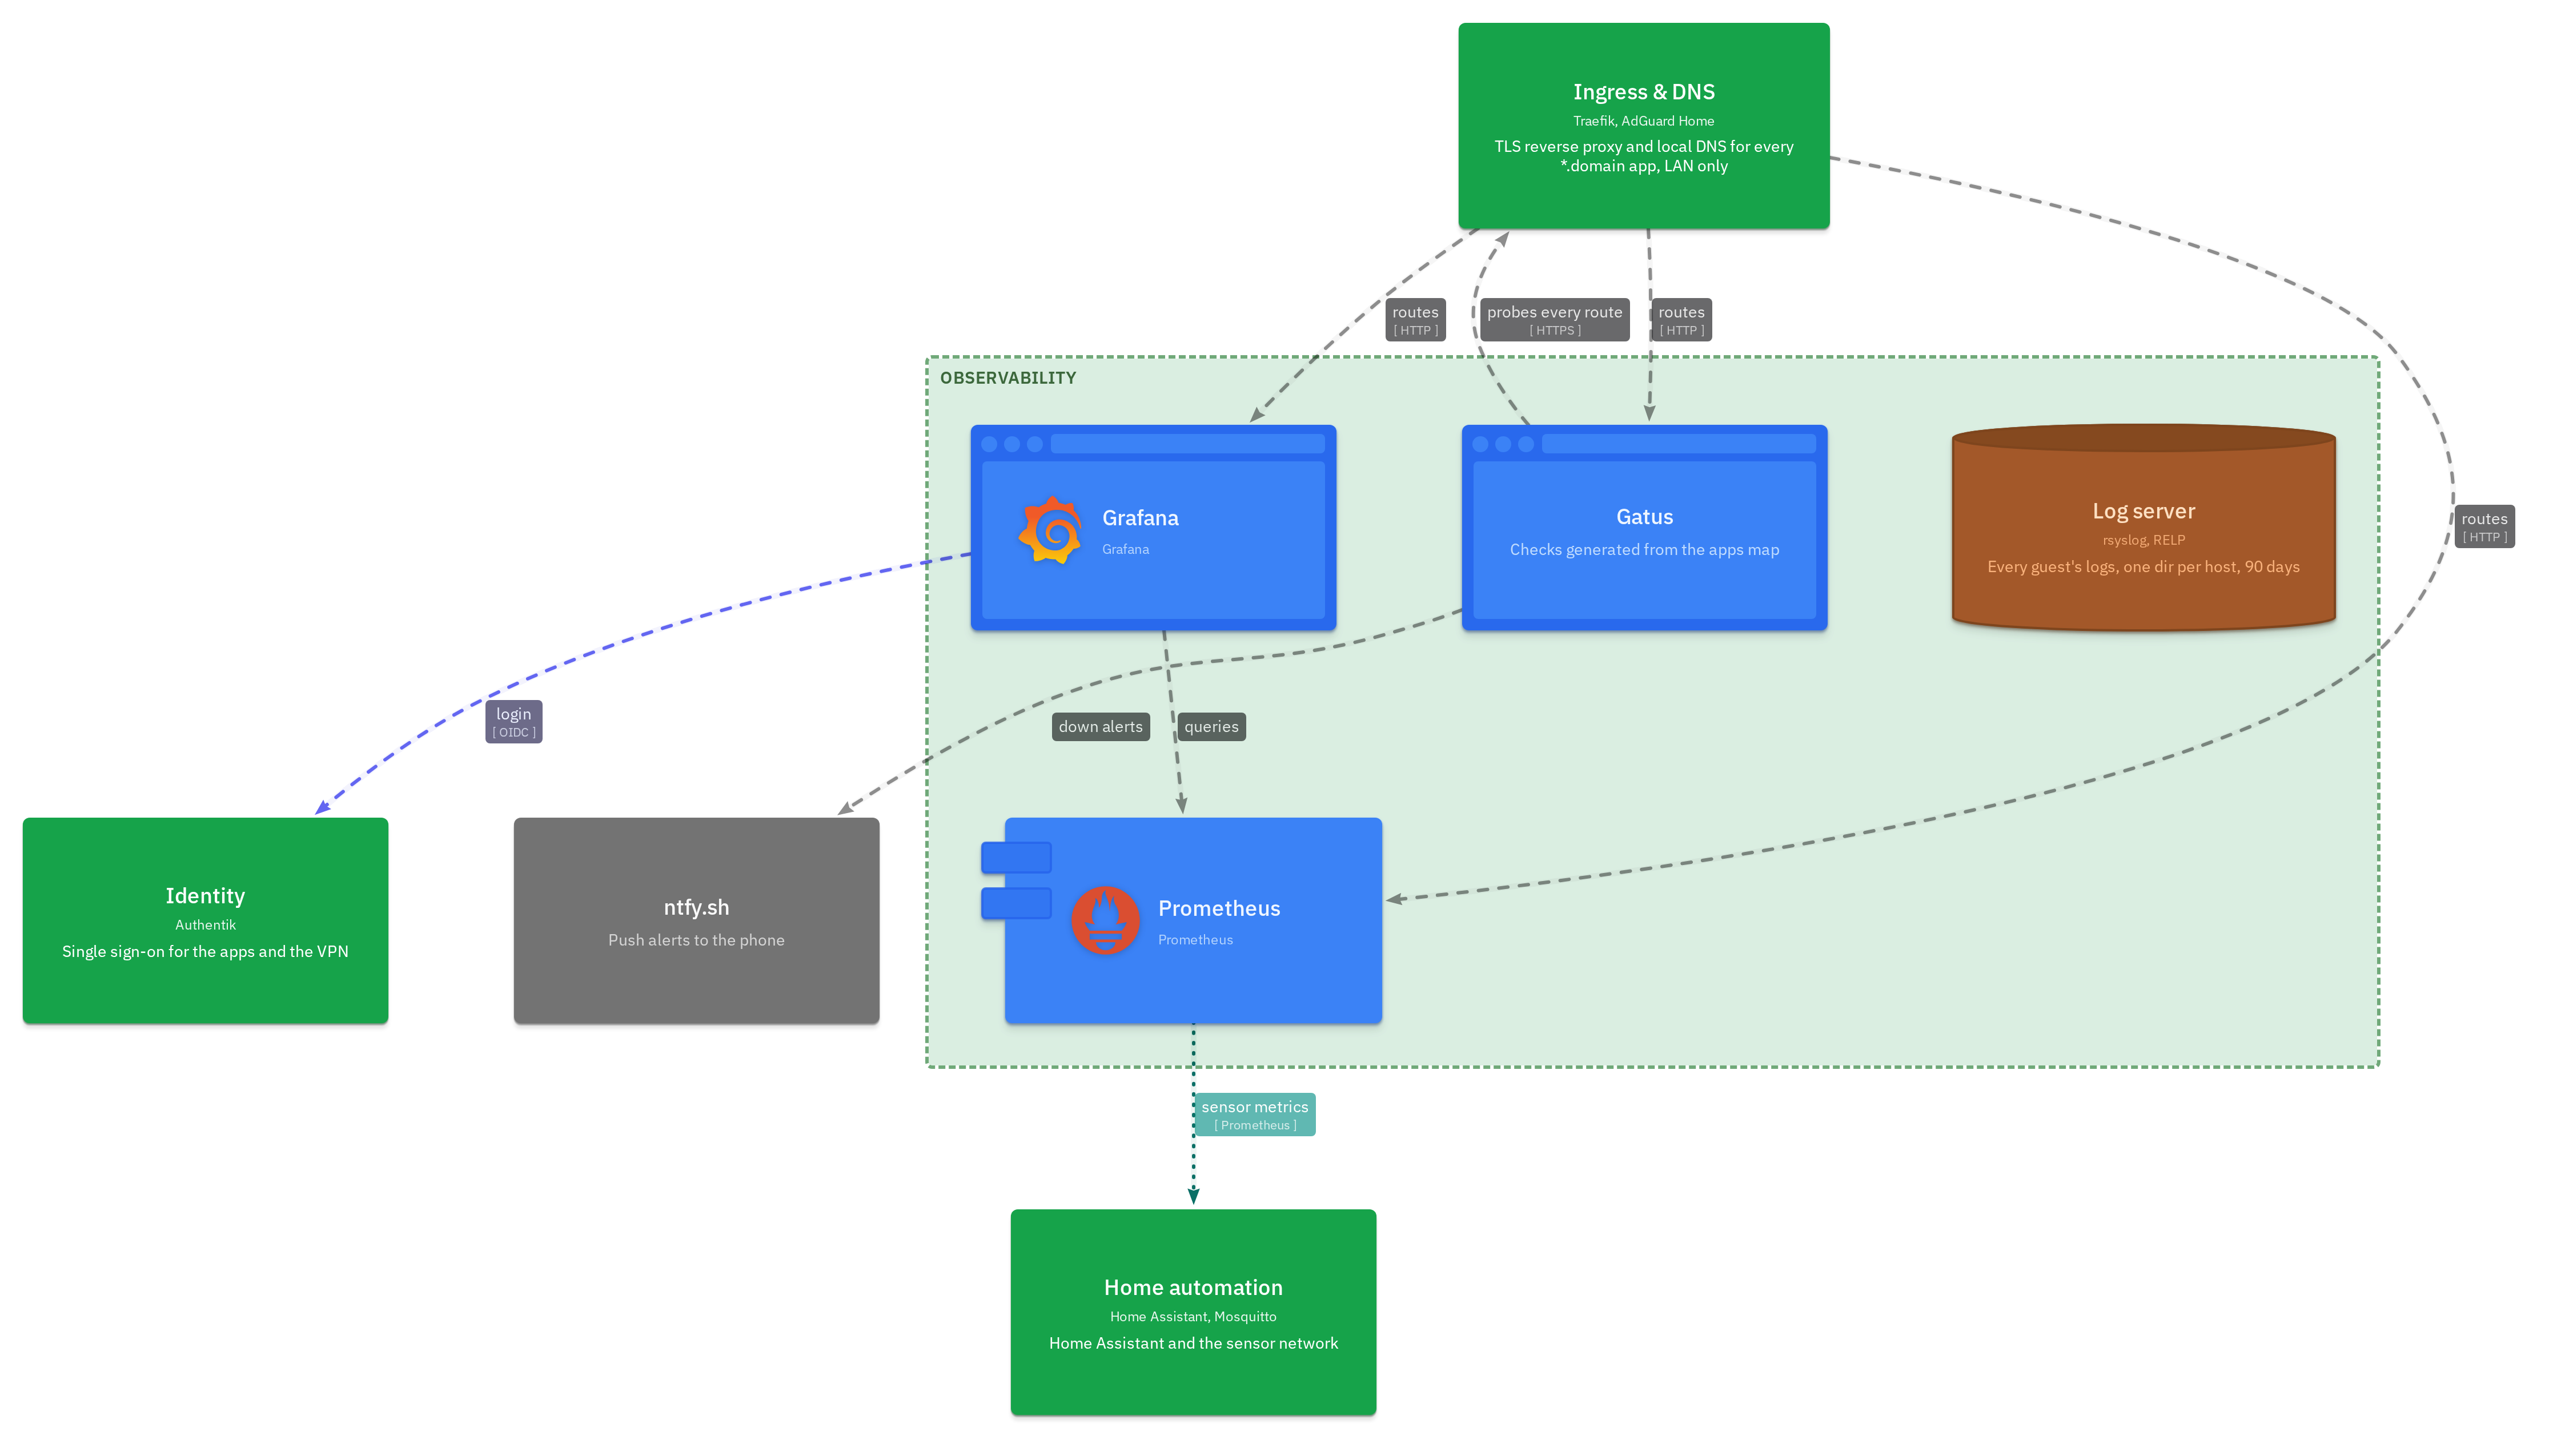 Ingress & DNS
Traefik, AdGuard Home
TLS reverse proxy and local DNS for every
*.domain app, LAN only
routes
[ HTTP ]
probes every route
[ HTTPS ]
routes
[ HTTP ]
OBSERVABILITY
Grafana
Grafana
Gatus
Checks generated from the apps map
Log server
rsyslog, RELP
Every guest's logs, one dir per host, 90 days
routes
[ HTTP ]
login
[ OIDC ]
down alerts
queries
Identity
Authentik
Single sign-on for the apps and the VPN
ntfy.sh
Push alerts to the phone
Prometheus
Prometheus
sensor metrics
[ Prometheus ]
Home automation
Home Assistant, Mosquitto
Home Assistant and the sensor network